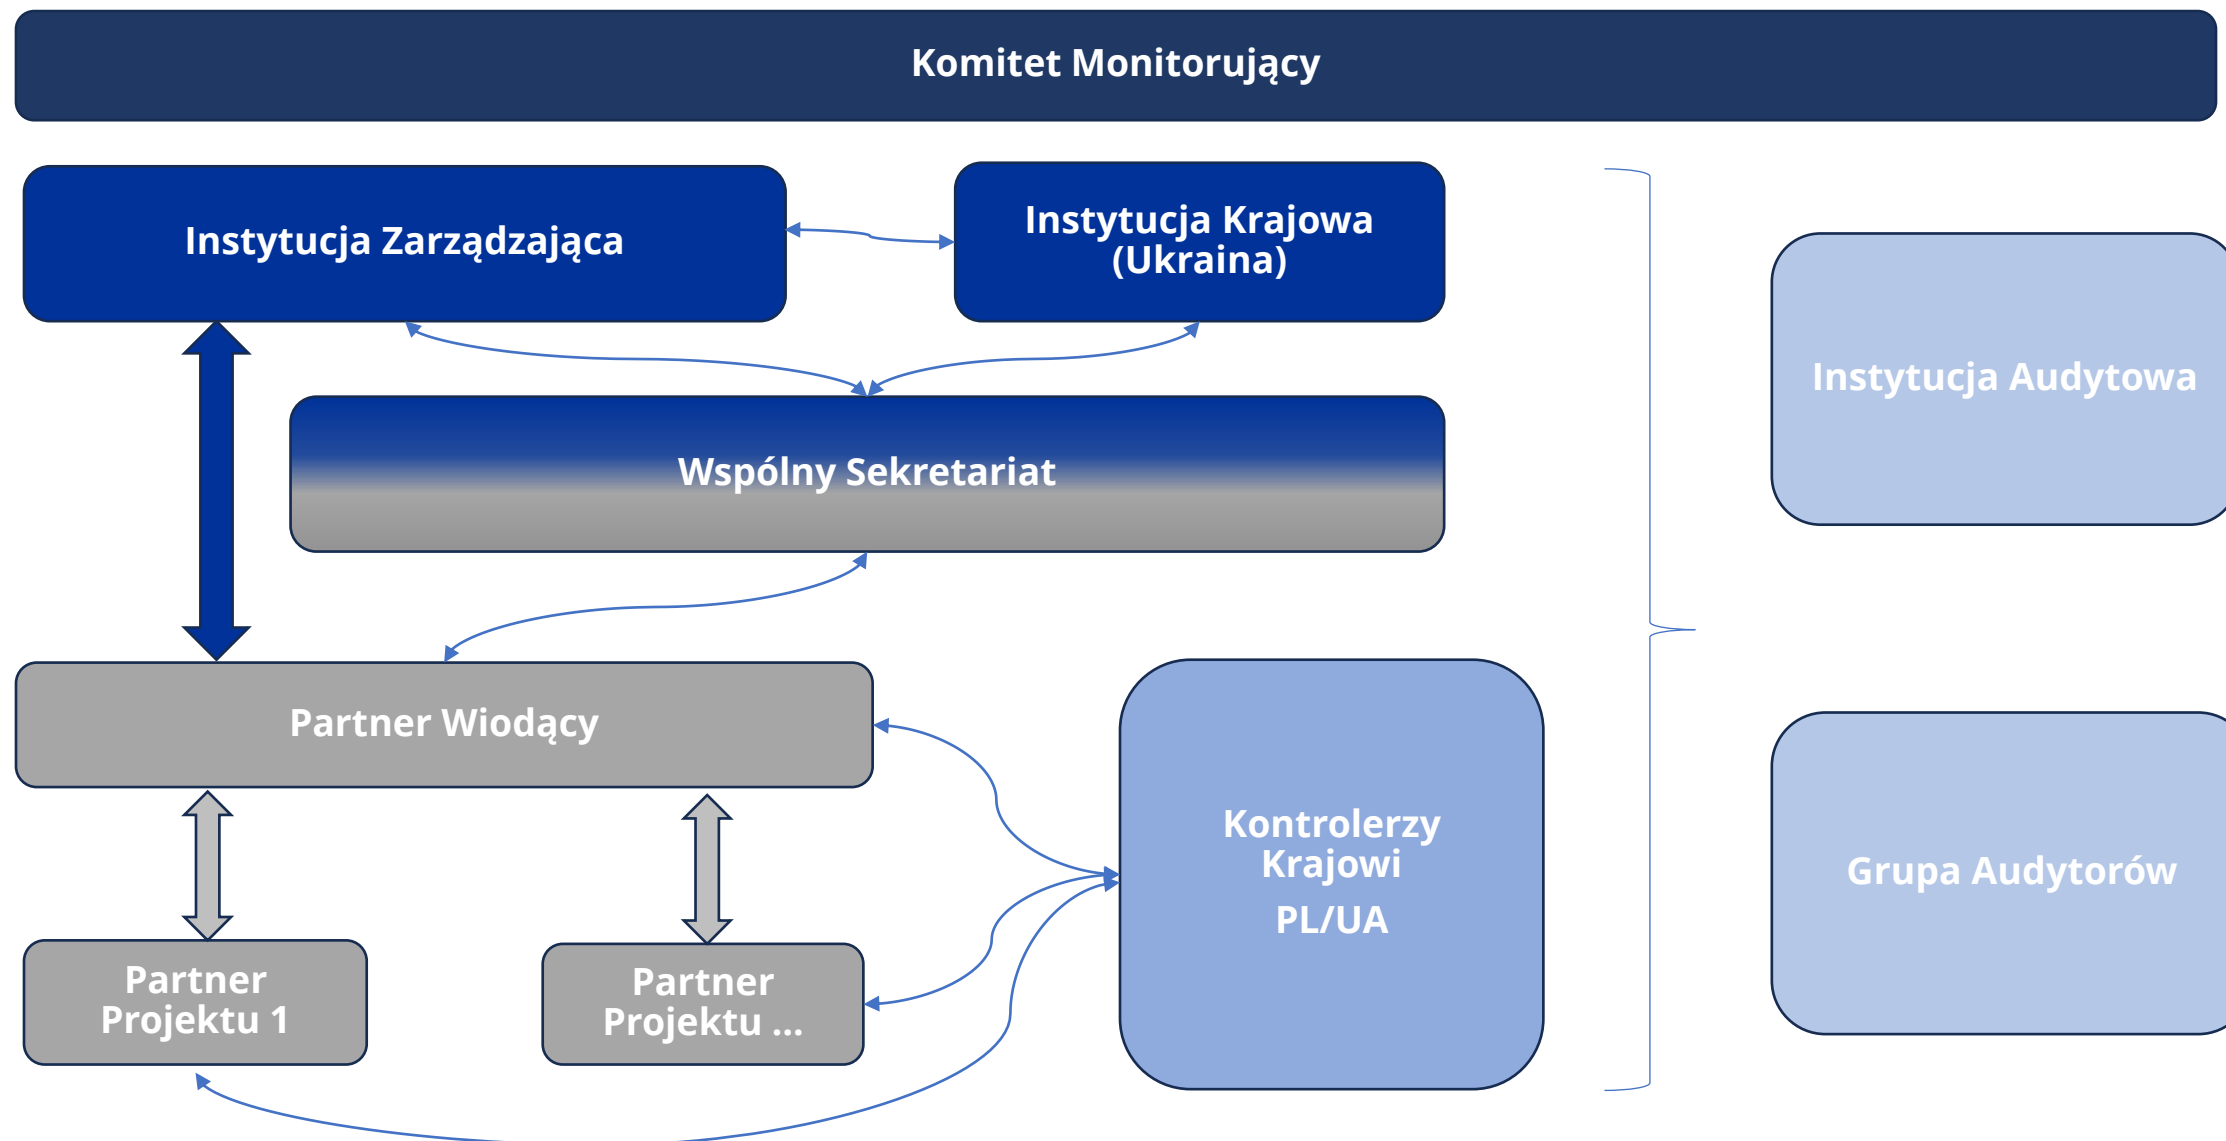 Komitet Monitorujący
Instytucja Zarządzająca
Instytucja Krajowa
(Ukraina)
Instytucja Audytowa
Wspólny Sekretariat
Partner Wiodący
Kontrolerzy
Krajowi
PL/UA
Grupa Audytorów
Partner
Projektu 1
Partner
Projektu ...